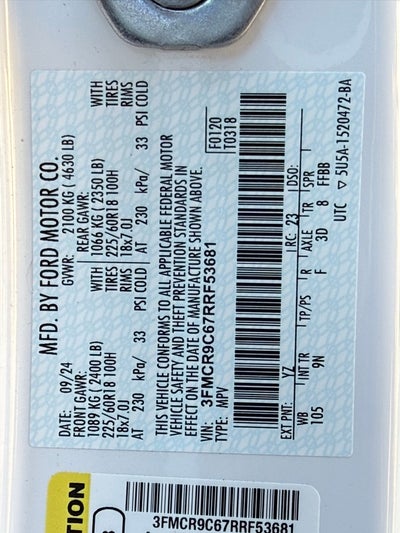 MFD. BY FORD MOTOR CO.
DATE: 09/24 GVWR: 2100 KG ( 4630 LB)
FRONT GAWR: REAR GAWR:
1089 KG ( 2400 LB) WITH 1066 KG ( 2350 LB) WITH
225/60R18 100H TIRES 225/60R18 100H TIRES
18x7.0J RIMS 18x7.0J RIMS
AT 230 kPa/ 33 PSI COLD AT 230 kPa/ 33 PSI COLD
THIS VEHICLE CONFORMS TO ALL APPLICABLE FEDERAL MOTOR
VEHICLE SAFETY AND THEFT PREVENTION STANDARDS IN
EFFECT ON THE DATE OF MANUFACTURE SHOWN ABOVE.
VIN: 3FMCR9C67RRF53681
TYPE: MPV
F0120
T0318
EXT PNT: YZ RC: 23 DSO:
WB INT TR TP/PS R AXLE TR SPR
105 9N F 3D 8 FFBB
UTC ▽ 5U5A-1520472-BA
TION
3FMCR9C67RRF53681